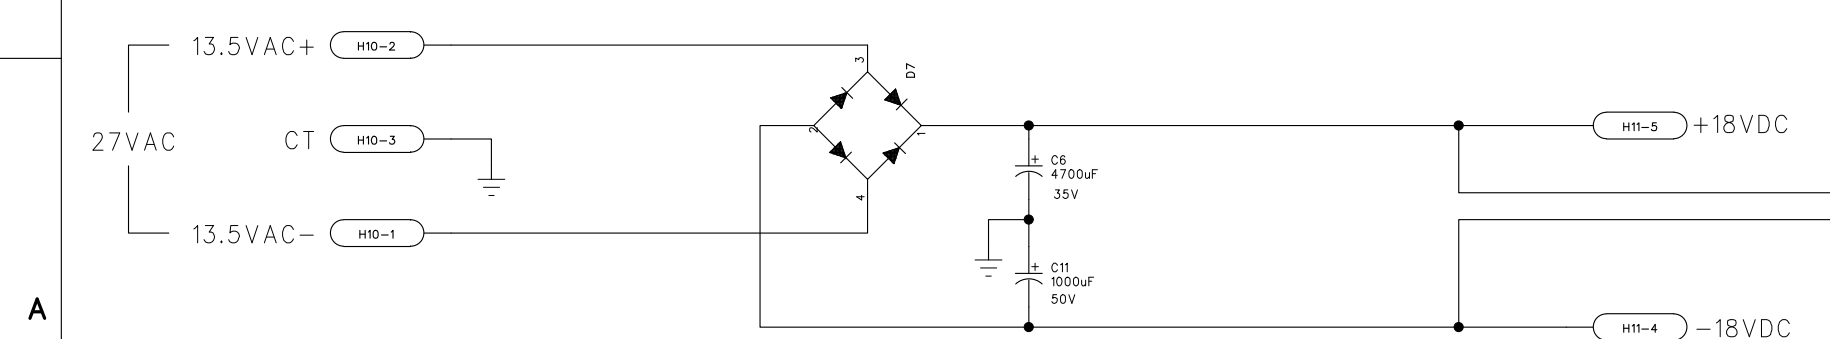 13.5VAC+ H10-2
3
D7
27VAC
CT H10-3
2
1
H11-5 +18VDC
+ C6
4700uF
35V
4
13.5VAC- H10-1
+ C11
1000uF
50V
A
H11-4 -18VDC